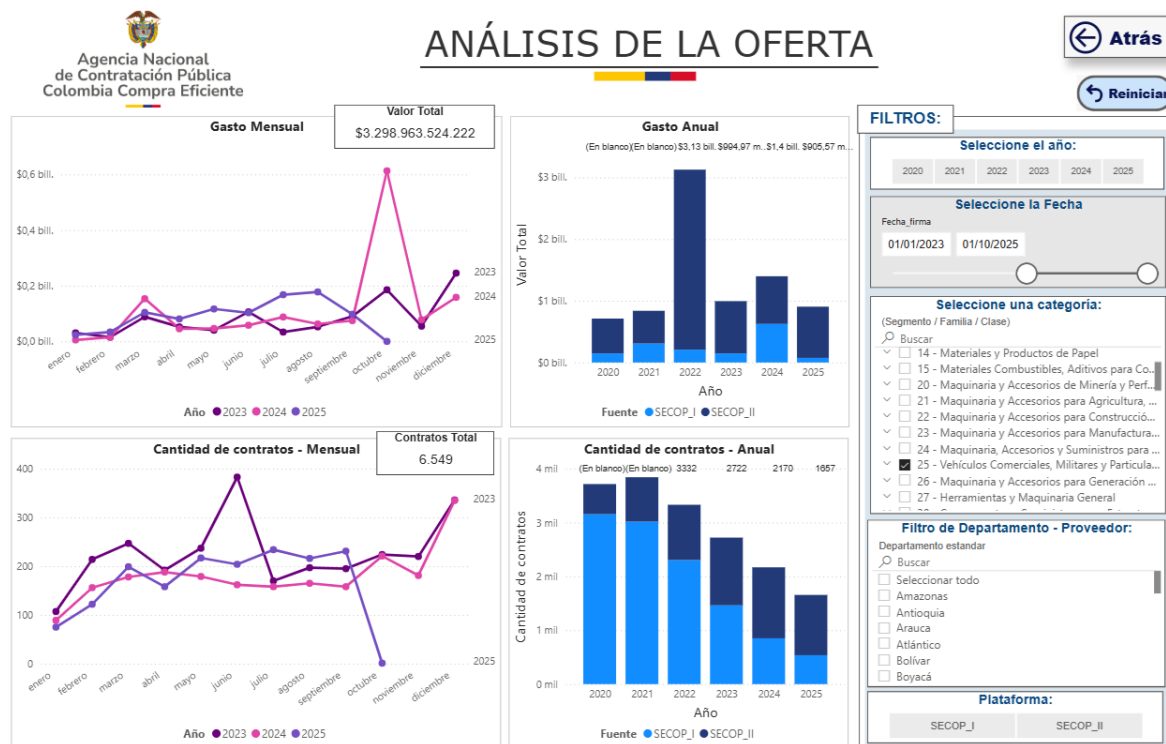 Agencia Nacional
de Contratación Pública
Colombia Compra Eficiente
ANÁLISIS DE LA OFERTA
Atrás
Reiniciar
Gasto Mensual
Valor Total
$3.298.963.524.222
$0,6 bill.
$0,4 bill.
$0,2 bill.
$0,0 bill.
2023
2024
2025
enero
febrero
marzo
abril
mayo
junio
julio
agosto
septiembre
octubre
noviembre
diciembre
Año 2023 2024 2025
Gasto Anual
(En blanco)(En blanco) $3,13 bill. $994,97 m... $1,4 bill. $905,57 m...
Valor Total
$3 bill.
$2 bill.
$1 bill.
$0 bill.
2020 2021 2022 2023 2024 2025
Año
Fuente SECOP_I SECOP_II
Cantidad de contratos - Mensual
Contratos Total
6.549
400
300
200
100
0
2023
2025
enero
febrero
marzo
abril
mayo
junio
julio
agosto
septiembre
octubre
noviembre
diciembre
Año 2023 2024 2025
Cantidad de contratos - Anual
(En blanco)(En blanco) 3332 2722 2170 1657
Cantidad de contratos
4 mil
3 mil
2 mil
1 mil
0 mil
2020 2021 2022 2023 2024 2025
Año
Fuente SECOP_I SECOP_II
FILTROS:
Seleccione el año:
2020 2021 2022 2023 2024 2025
Seleccione la Fecha
Fecha_firma
01/01/2023 01/10/2025
Seleccione una categoría:
(Segmento / Familia / Clase)
Buscar
14 - Materiales y Productos de Papel
15 - Materiales Combustibles, Aditivos para Co...
20 - Maquinaria y Accesorios de Minería y Perf...
21 - Maquinaria y Accesorios para Agricultura, ...
22 - Maquinaria y Accesorios para Construcció...
23 - Maquinaria y Accesorios para Manufactura...
24 - Maquinaria, Accesorios y Suministros para ...
25 - Vehículos Comerciales, Militares y Particula...
26 - Maquinaria y Accesorios para Generación ...
27 - Herramientas y Maquinaria General
Filtro de Departamento - Proveedor:
Departamento estandar
Buscar
Seleccionar todo
Amazonas
Antioquia
Arauca
Atlántico
Bolívar
Boyacá
Plataforma:
SECOP_I SECOP_II